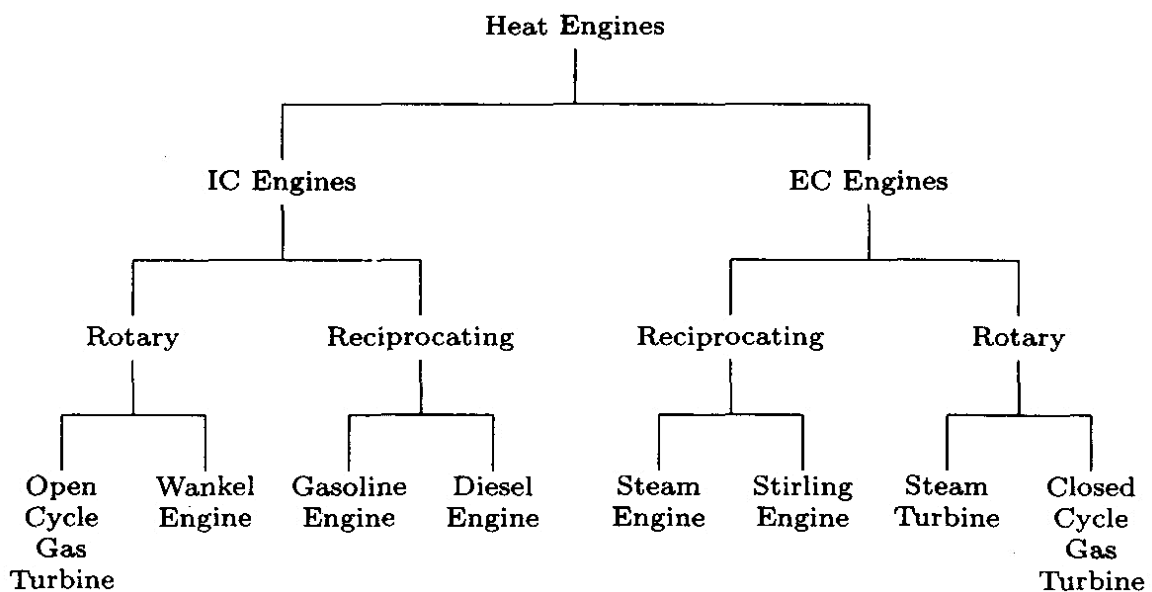 Heat Engines
IC Engines
EC Engines
Rotary
Reciprocating
Reciprocating
Rotary
Open
Cycle
Gas
Turbine
Wankel
Engine
Gasoline
Engine
Diesel
Engine
Steam
Engine
Stirling
Engine
Steam
Turbine
Closed
Cycle
Gas
Turbine